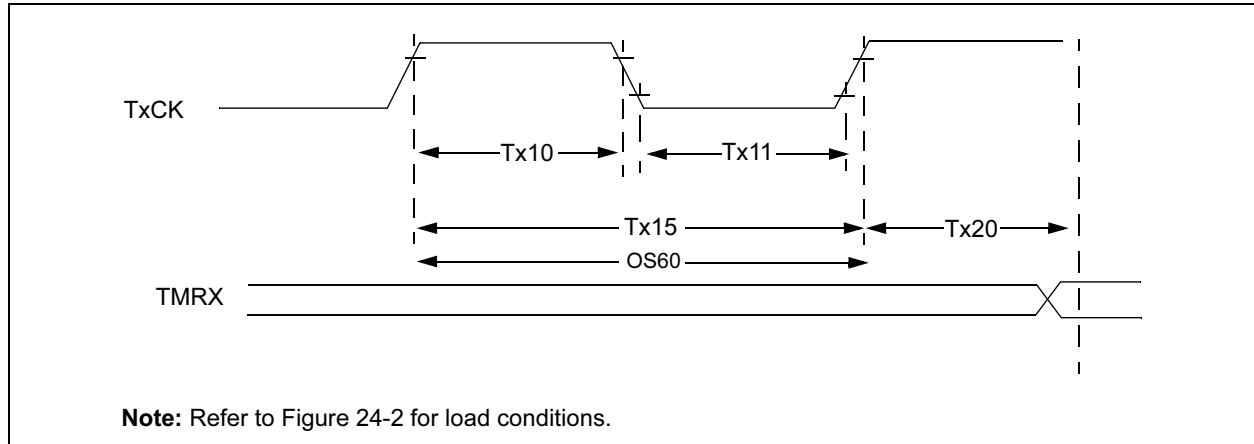 TxCK
Tx10
Tx11
Tx15
Tx20
OS60
TMRX
Note: Refer to Figure 24-2 for load conditions.